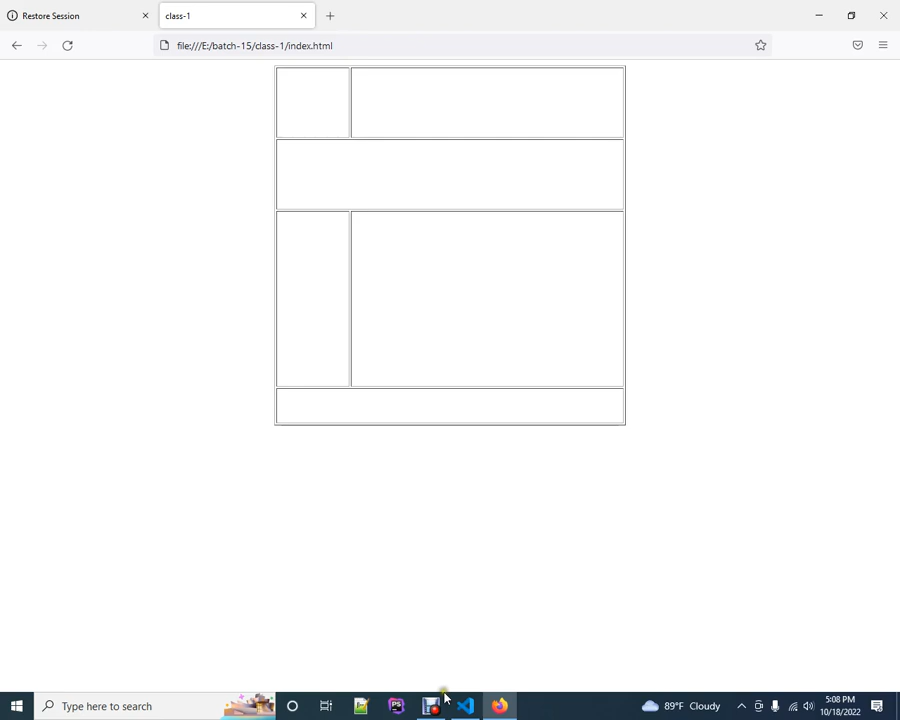 Restore Session
class-1
file:///E:/batch-15/class-1/index.html
Type here to search
PS
89°F Cloudy
5:08 PM
10/18/2022